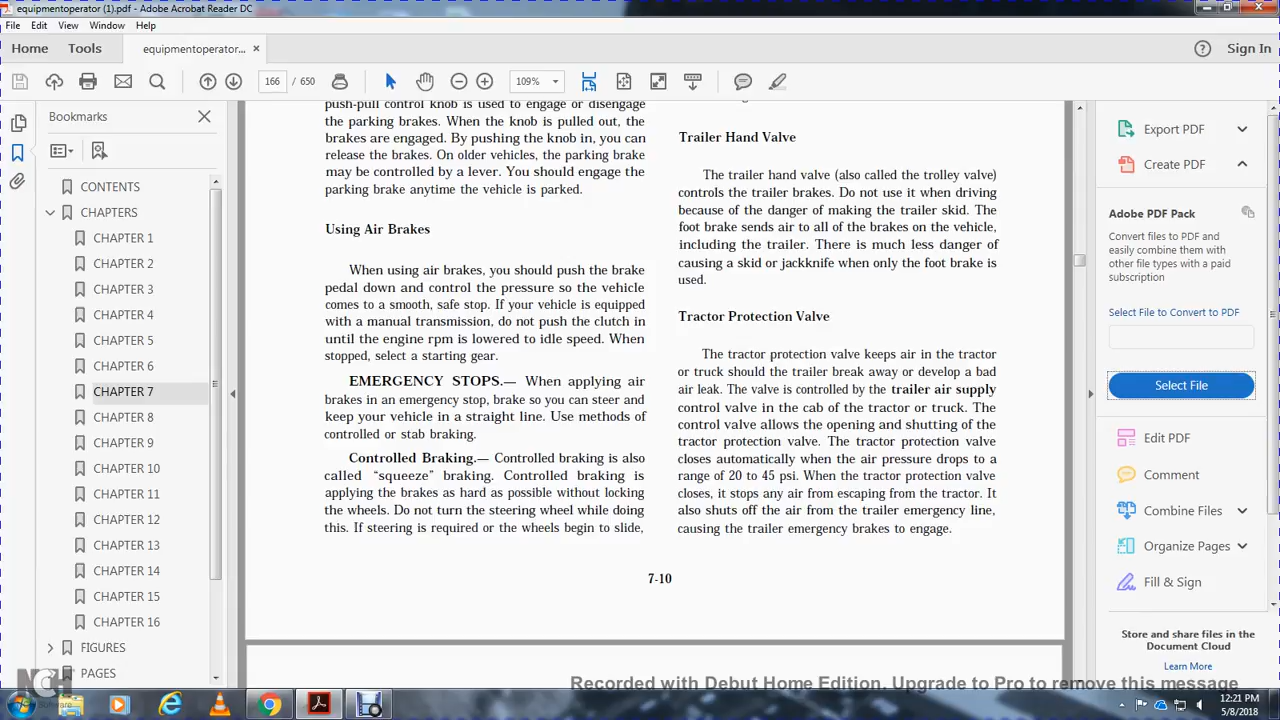 equipmentoperator (1).pdf - Adobe Acrobat Reader DC
File Edit View Window Help
Home Tools equipmentoperator... × Sign In
166 / 650 109%
Bookmarks
CONTENTS
CHAPTERS
CHAPTER 1
CHAPTER 2
CHAPTER 3
CHAPTER 4
CHAPTER 5
CHAPTER 6
CHAPTER 7
CHAPTER 8
CHAPTER 9
CHAPTER 10
CHAPTER 11
CHAPTER 12
CHAPTER 13
CHAPTER 14
CHAPTER 15
CHAPTER 16
FIGURES
PAGES
push-pull control knob is used to engage or disengage
the parking brakes. When the knob is pulled out, the
brakes are engaged. By pushing the knob in, you can
release the brakes. On older vehicles, the parking brake
may be controlled by a lever. You should engage the
parking brake anytime the vehicle is parked.
Using Air Brakes
When using air brakes, you should push the brake
pedal down and control the pressure so the vehicle
comes to a smooth, safe stop. If your vehicle is equipped
with a manual transmission, do not push the clutch in
until the engine rpm is lowered to idle speed. When
stopped, select a starting gear.
EMERGENCY STOPS.— When applying air
brakes in an emergency stop, brake so you can steer and
keep your vehicle in a straight line. Use methods of
controlled or stab braking.
Controlled Braking.— Controlled braking is also
called “squeeze” braking. Controlled braking is
applying the brakes as hard as possible without locking
the wheels. Do not turn the steering wheel while doing
this. If steering is required or the wheels begin to slide,
Trailer Hand Valve
The trailer hand valve (also called the trolley valve)
controls the trailer brakes. Do not use it when driving
because of the danger of making the trailer skid. The
foot brake sends air to all of the brakes on the vehicle,
including the trailer. There is much less danger of
causing a skid or jackknife when only the foot brake is
used.
Tractor Protection Valve
The tractor protection valve keeps air in the tractor
or truck should the trailer break away or develop a bad
air leak. The valve is controlled by the trailer air supply
control valve in the cab of the tractor or truck. The
control valve allows the opening and shutting of the
tractor protection valve. The tractor protection valve
closes automatically when the air pressure drops to a
range of 20 to 45 psi. When the tractor protection valve
closes, it stops any air from escaping from the tractor. It
also shuts off the air from the trailer emergency line,
causing the trailer emergency brakes to engage.
7-10
Export PDF
Create PDF
Adobe PDF Pack
Convert files to PDF and
easily combine them with
other file types with a paid
subscription
Select File to Convert to PDF
Select File
Edit PDF
Comment
Combine Files
Organize Pages
Fill & Sign
Store and share files in the
Document Cloud
Learn More
NCH
Software
Recorded with Debut Home Edition. Upgrade to Pro to remove this message
12:21 PM
5/8/2018